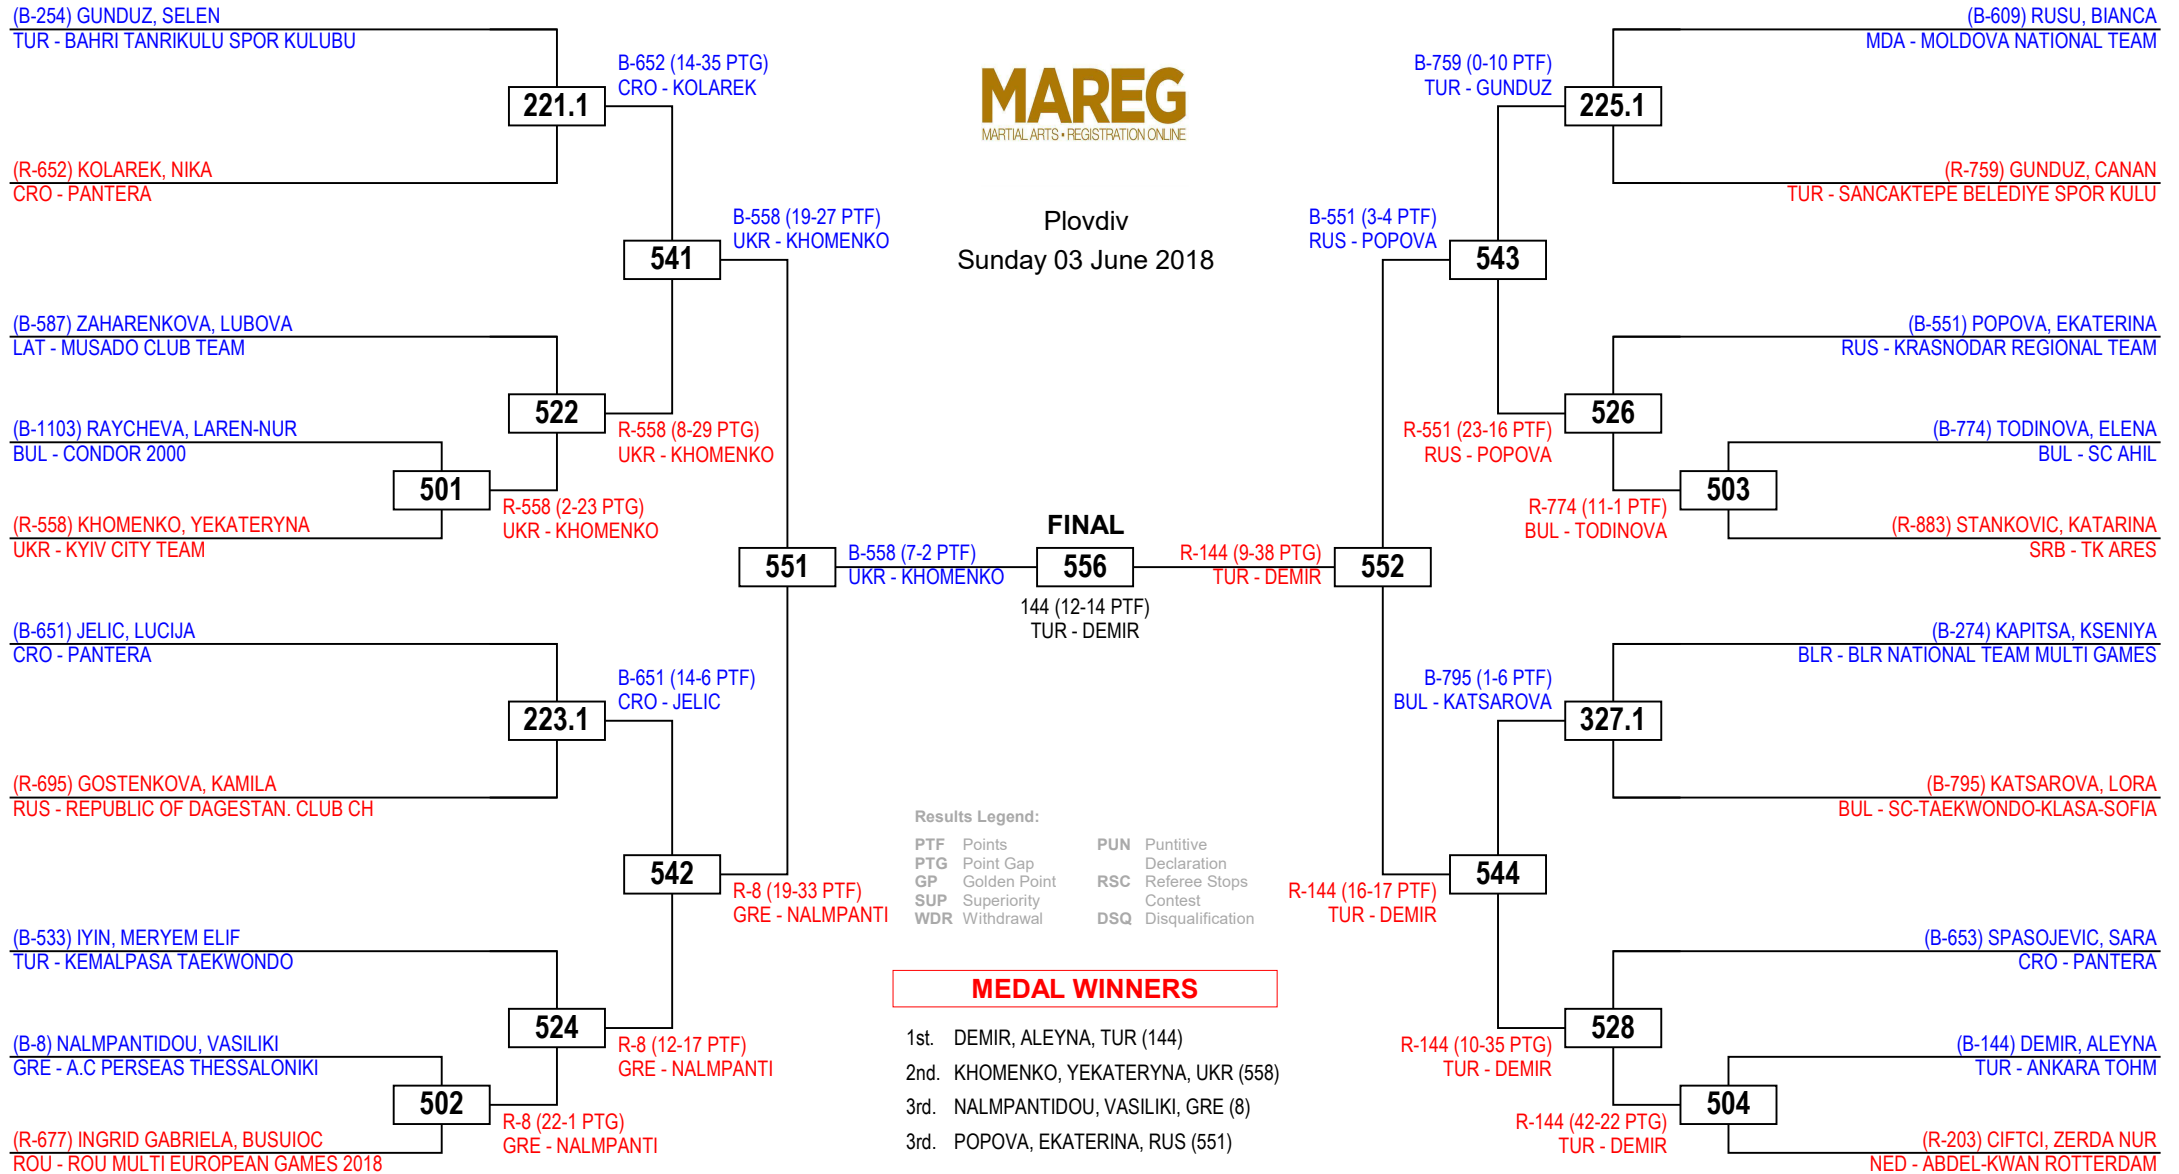 (B-254) GUNDUZ, SELEN
TUR - BAHRI TANRIKULU SPOR KULUBU
221.1
B-652 (14-35 PTG)
CRO - KOLAREK
(R-652) KOLAREK, NIKA
CRO - PANTERA
541
B-558 (19-27 PTF)
UKR - KHOMENKO
(B-587) ZAHARENKOVA, LUBOVA
LAT - MUSADO CLUB TEAM
522
R-558 (8-29 PTG)
UKR - KHOMENKO
(B-1103) RAYCHEVA, LAREN-NUR
BUL - CONDOR 2000
501
R-558 (2-23 PTG)
UKR - KHOMENKO
(R-558) KHOMENKO, YEKATERYNA
UKR - KYIV CITY TEAM
551
B-558 (7-2 PTF)
UKR - KHOMENKO
(B-651) JELIC, LUCIJA
CRO - PANTERA
223.1
B-651 (14-6 PTF)
CRO - JELIC
(R-695) GOSTENKOVA, KAMILA
RUS - REPUBLIC OF DAGESTAN. CLUB CH
542
R-8 (19-33 PTF)
GRE - NALMPANTI
(B-533) IYIN, MERYEM ELIF
TUR - KEMALPASA TAEKWONDO
524
R-8 (12-17 PTF)
GRE - NALMPANTI
(B-8) NALMPANTIDOU, VASILIKI
GRE - A.C PERSEAS THESSALONIKI
502
R-8 (22-1 PTG)
GRE - NALMPANTI
(R-677) INGRID GABRIELA, BUSUIOC
ROU - ROU MULTI EUROPEAN GAMES 2018
MAREG
MARTIAL ARTS • REGISTRATION ONLINE
Plovdiv
Sunday 03 June 2018
FINAL
556
144 (12-14 PTF)
TUR - DEMIR
Results Legend:
PTF Points
PTG Point Gap
GP Golden Point
SUP Superiority
WDR Withdrawal
PUN Puntitive
Declaration
RSC Referee Stops
Contest
DSQ Disqualification
MEDAL WINNERS
1st. DEMIR, ALEYNA, TUR (144)
2nd. KHOMENKO, YEKATERYNA, UKR (558)
3rd. NALMPANTIDOU, VASILIKI, GRE (8)
3rd. POPOVA, EKATERINA, RUS (551)
(B-609) RUSU, BIANCA
MDA - MOLDOVA NATIONAL TEAM
B-759 (0-10 PTF)
TUR - GUNDUZ
225.1
(R-759) GUNDUZ, CANAN
TUR - SANCAKTEPE BELEDIYE SPOR KULU
B-551 (3-4 PTF)
RUS - POPOVA
543
(B-551) POPOVA, EKATERINA
RUS - KRASNODAR REGIONAL TEAM
526
R-551 (23-16 PTF)
RUS - POPOVA
(B-774) TODINOVA, ELENA
BUL - SC AHIL
503
R-774 (11-1 PTF)
BUL - TODINOVA
(R-883) STANKOVIC, KATARINA
SRB - TK ARES
R-144 (9-38 PTG)
TUR - DEMIR
552
(B-274) KAPITSA, KSENIYA
BLR - BLR NATIONAL TEAM MULTI GAMES
B-795 (1-6 PTF)
BUL - KATSAROVA
327.1
(B-795) KATSAROVA, LORA
BUL - SC-TAEKWONDO-KLASA-SOFIA
544
R-144 (16-17 PTF)
TUR - DEMIR
(B-653) SPASOJEVIC, SARA
CRO - PANTERA
528
R-144 (10-35 PTG)
TUR - DEMIR
(B-144) DEMIR, ALEYNA
TUR - ANKARA TOHM
504
R-144 (42-22 PTG)
TUR - DEMIR
(R-203) CIFTCI, ZERDA NUR
NED - ABDEL-KWAN ROTTERDAM